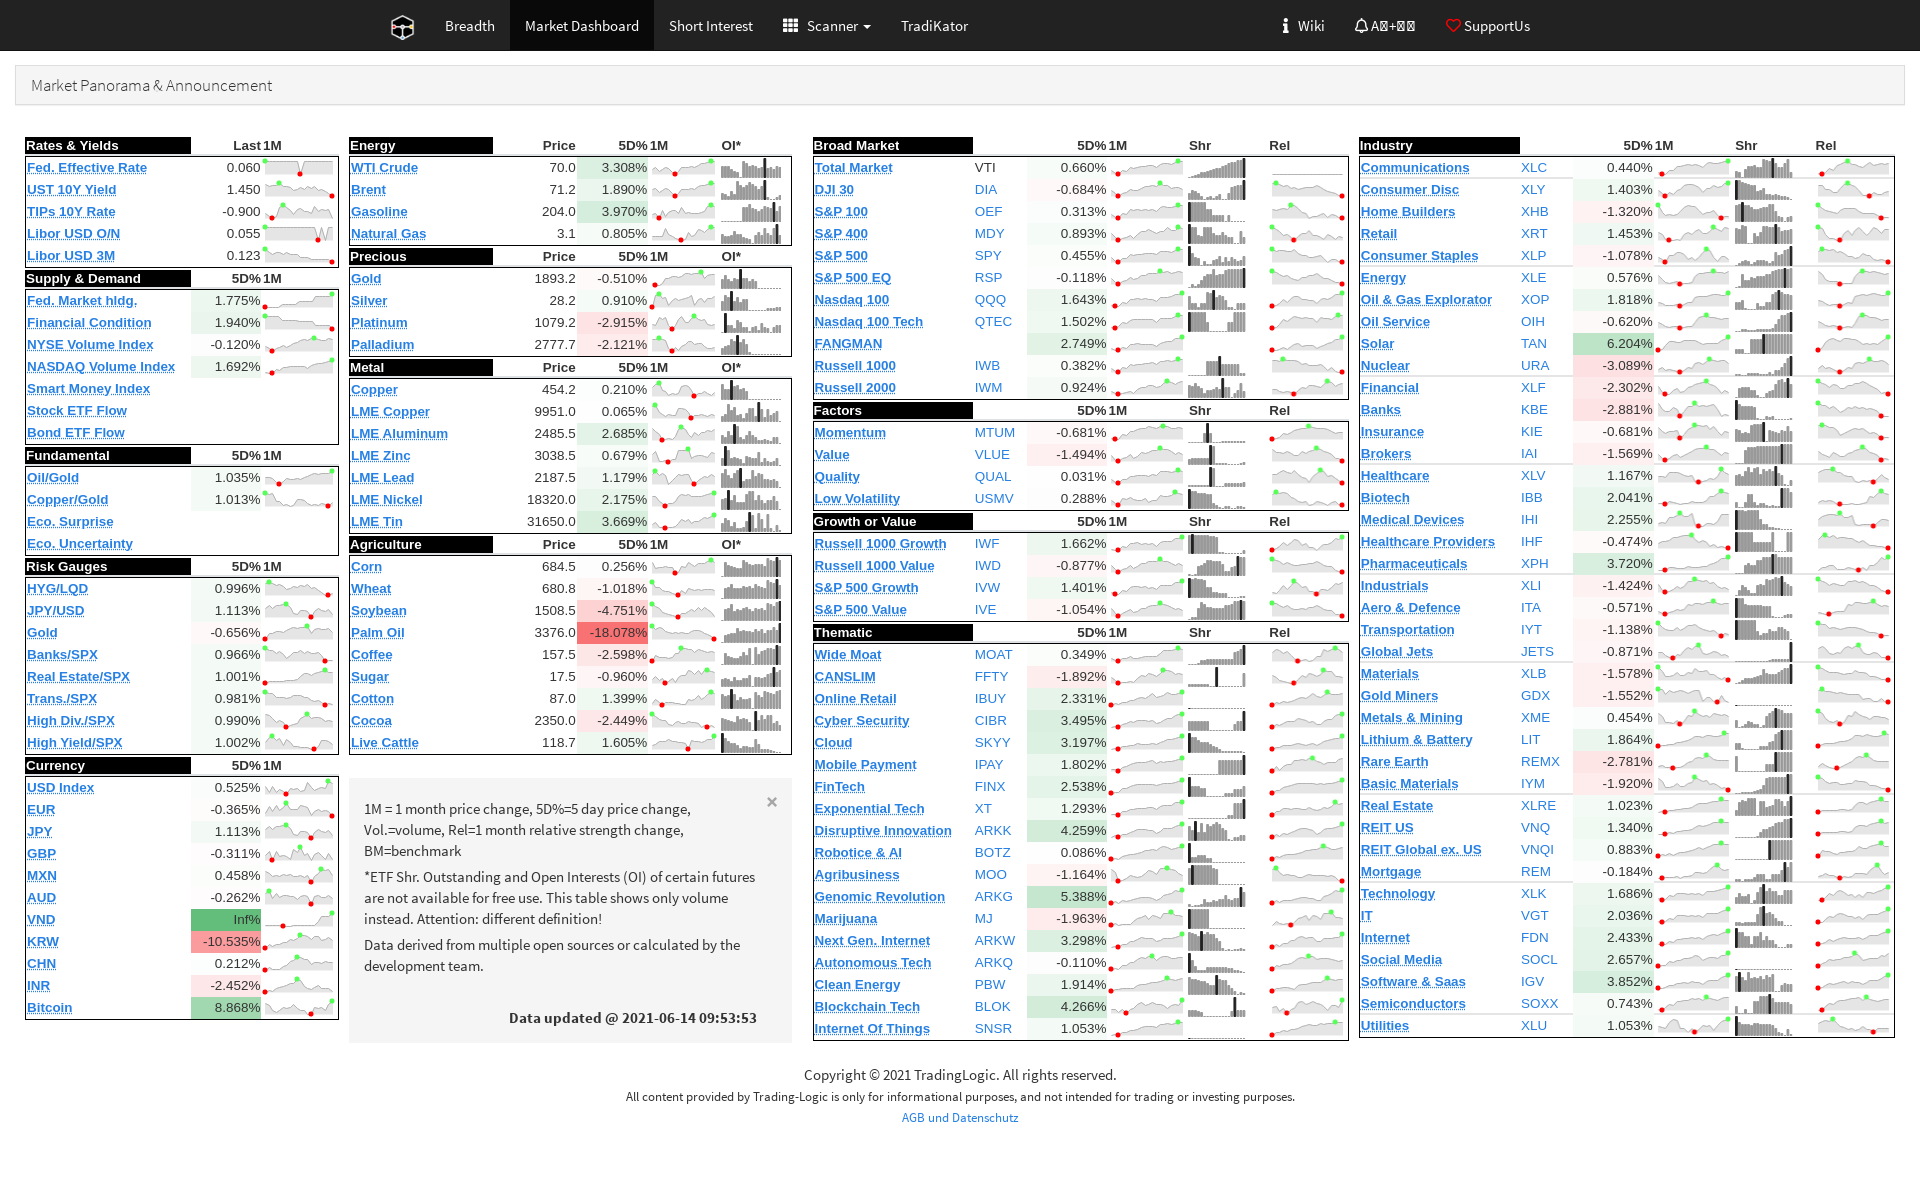 Breadth Market Dashboard Short Interest Scanner TradiKator Wiki SupportUs
Market Panorama & Announcement
Rates & Yields Last 1M
Fed. Effective Rate 0.060
UST 10Y Yield 1.450
TIPs 10Y Rate -0.900
Libor USD O/N 0.055
Libor USD 3M 0.123
Supply & Demand 5D% 1M
Fed. Market hldg. 1.775%
Financial Condition 1.940%
NYSE Volume Index -0.120%
NASDAQ Volume Index 1.692%
Smart Money Index
Stock ETF Flow
Bond ETF Flow
Fundamental 5D% 1M
Oil/Gold 1.035%
Copper/Gold 1.013%
Eco. Surprise
Eco. Uncertainty
Risk Gauges 5D% 1M
HYG/LQD 0.996%
JPY/USD 1.113%
Gold -0.656%
Banks/SPX 0.966%
Real Estate/SPX 1.001%
Trans./SPX 0.981%
High Div./SPX 0.990%
High Yield/SPX 1.002%
Currency 5D% 1M
USD Index 0.525%
EUR -0.365%
JPY 1.113%
GBP -0.311%
MXN 0.458%
AUD -0.262%
VND Inf%
KRW -10.535%
CHN 0.212%
INR -2.452%
Bitcoin 8.868%
Energy Price 5D% 1M OI*
WTI Crude 70.0 3.308%
Brent 71.2 1.890%
Gasoline 204.0 3.970%
Natural Gas 3.1 0.805%
Precious Price 5D% 1M OI*
Gold 1893.2 -0.510%
Silver 28.2 0.910%
Platinum 1079.2 -2.915%
Palladium 2777.7 -2.121%
Metal Price 5D% 1M OI*
Copper 454.2 0.210%
LME Copper 9951.0 0.065%
LME Aluminum 2485.5 2.685%
LME Zinc 3038.5 0.679%
LME Lead 2187.5 1.179%
LME Nickel 18320.0 2.175%
LME Tin 31650.0 3.669%
Agriculture Price 5D% 1M OI*
Corn 684.5 0.256%
Wheat 680.8 -1.018%
Soybean 1508.5 -4.751%
Palm Oil 3376.0 -18.078%
Coffee 157.5 -2.598%
Sugar 17.5 -0.960%
Cotton 87.0 1.399%
Cocoa 2350.0 -2.449%
Live Cattle 118.7 1.605%
×
1M = 1 month price change, 5D%=5 day price change,
Vol.=volume, Rel=1 month relative strength change,
BM=benchmark
*ETF Shr. Outstanding and Open Interests (OI) of certain futures
are not available for free use. This table shows only volume
instead. Attention: different definition!
Data derived from multiple open sources or calculated by the
development team.
Data updated @ 2021-06-14 09:53:53
Broad Market 5D% 1M Shr Rel
Total Market VTI 0.660%
DJI 30 DIA -0.684%
S&P 100 OEF 0.313%
S&P 400 MDY 0.893%
S&P 500 SPY 0.455%
S&P 500 EQ RSP -0.118%
Nasdaq 100 QQQ 1.643%
Nasdaq 100 Tech QTEC 1.502%
FANGMAN 2.749%
Russell 1000 IWB 0.382%
Russell 2000 IWM 0.924%
Factors 5D% 1M Shr Rel
Momentum MTUM -0.681%
Value VLUE -1.494%
Quality QUAL 0.031%
Low Volatility USMV 0.288%
Growth or Value 5D% 1M Shr Rel
Russell 1000 Growth IWF 1.662%
Russell 1000 Value IWD -0.877%
S&P 500 Growth IVW 1.401%
S&P 500 Value IVE -1.054%
Thematic 5D% 1M Shr Rel
Wide Moat MOAT 0.349%
CANSLIM FFTY -1.892%
Online Retail IBUY 2.331%
Cyber Security CIBR 3.495%
Cloud SKYY 3.197%
Mobile Payment IPAY 1.802%
FinTech FINX 2.538%
Exponential Tech XT 1.293%
Disruptive Innovation ARKK 4.259%
Robotice & AI BOTZ 0.086%
Agribusiness MOO -1.164%
Genomic Revolution ARKG 5.388%
Marijuana MJ -1.963%
Next Gen. Internet ARKW 3.298%
Autonomous Tech ARKQ -0.110%
Clean Energy PBW 1.914%
Blockchain Tech BLOK 4.266%
Internet Of Things SNSR 1.053%
Industry 5D% 1M Shr Rel
Communications XLC 0.440%
Consumer Disc XLY 1.403%
Home Builders XHB -1.320%
Retail XRT 1.453%
Consumer Staples XLP -1.078%
Energy XLE 0.576%
Oil & Gas Explorator XOP 1.818%
Oil Service OIH -0.620%
Solar TAN 6.204%
Nuclear URA -3.089%
Financial XLF -2.302%
Banks KBE -2.881%
Insurance KIE -0.681%
Brokers IAI -1.569%
Healthcare XLV 1.167%
Biotech IBB 2.041%
Medical Devices IHI 2.255%
Healthcare Providers IHF -0.474%
Pharmaceuticals XPH 3.720%
Industrials XLI -1.424%
Aero & Defence ITA -0.571%
Transportation IYT -1.138%
Global Jets JETS -0.871%
Materials XLB -1.578%
Gold Miners GDX -1.552%
Metals & Mining XME 0.454%
Lithium & Battery LIT 1.864%
Rare Earth REMX -2.781%
Basic Materials IYM -1.920%
Real Estate XLRE 1.023%
REIT US VNQ 1.340%
REIT Global ex. US VNQI 0.883%
Mortgage REM -0.184%
Technology XLK 1.686%
IT VGT 2.036%
Internet FDN 2.433%
Social Media SOCL 2.657%
Software & Saas IGV 3.852%
Semiconductors SOXX 0.743%
Utilities XLU 1.053%
Copyright © 2021 TradingLogic. All rights reserved.
All content provided by Trading-Logic is only for informational purposes, and not intended for trading or investing purposes.
AGB und Datenschutz